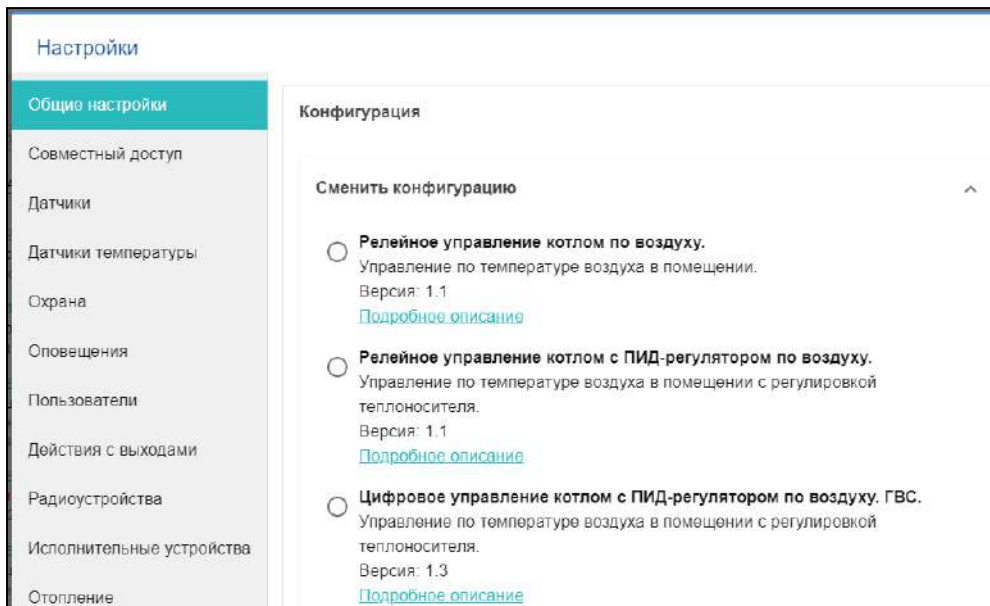 Настройки
Общие настройки
Совместный доступ
Датчики
Датчики температуры
Охрана
Оповещения
Пользователи
Действия с выходами
Радиоустройства
Исполнительные устройства
Отопление
Конфигурация
Сменить конфигурацию
Релейное управление котлом по воздуху.
Управление по температуре воздуха в помещении.
Версия: 1.1
Подробное описание
Релейное управление котлом с ПИД-регулятором по воздуху.
Управление по температуре воздуха в помещении с регулировкой
теплоносителя.
Версия: 1.1
Подробное описание
Цифровое управление котлом с ПИД-регулятором по воздуху. ГВС.
Управление по температуре воздуха в помещении с регулировкой
теплоносителя.
Версия: 1.3
Подробное описание